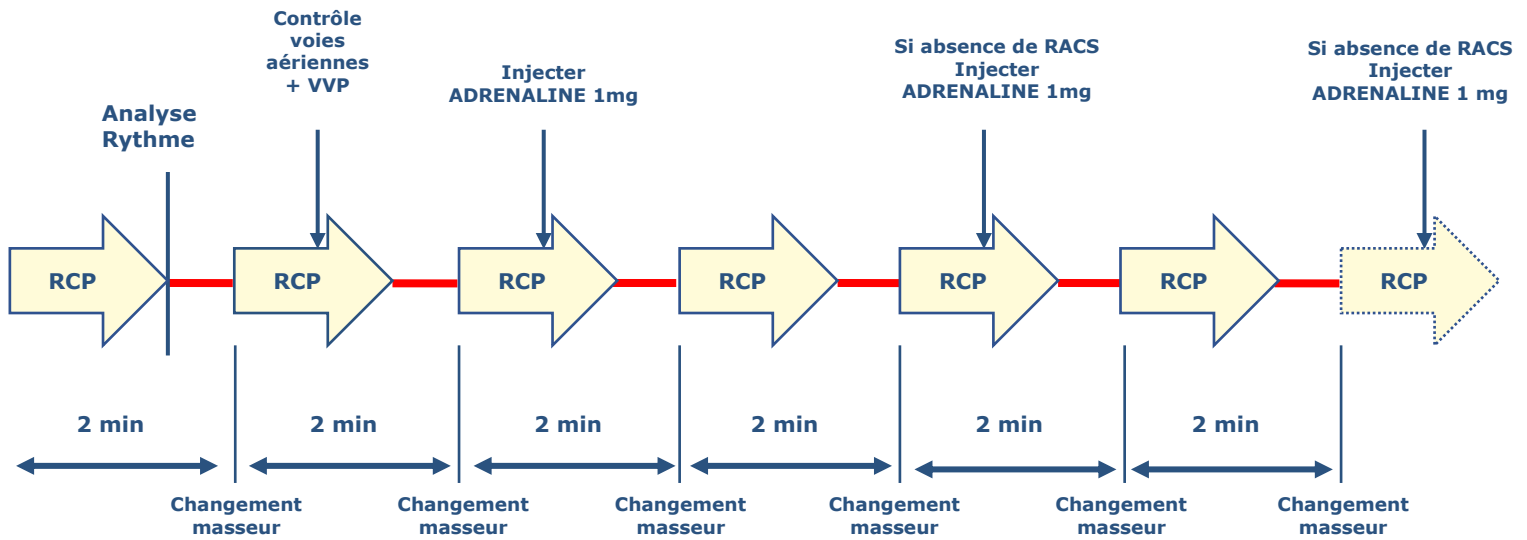 Contrôle
voies
aériennes
+ VVP
Si absence de RACS
Injecter
ADRENALINE 1mg
Si absence de RACS
Injecter
ADRENALINE 1 mg
Injecter
ADRENALINE 1mg
Analyse
Rythme
RCP
RCP
RCP
RCP
RCP
RCP
RCP
2 min
2 min
2 min
2 min
2 min
2 min
Changement
masseur
Changement
masseur
Changement
masseur
Changement
masseur
Changement
masseur
Changement
masseur